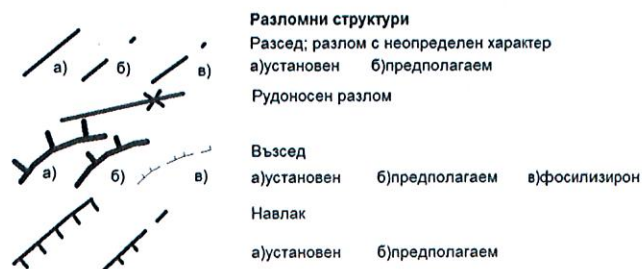 Разломни структури
Разсед; разлом с неопределен характер
а) б) в)
а)установен б)предполагаем
Рудоносен разлом
Възсед
а) б) в)
а)установен б)предполагаем в)фосилизирон
Навлак
а)установен б)предполагаем